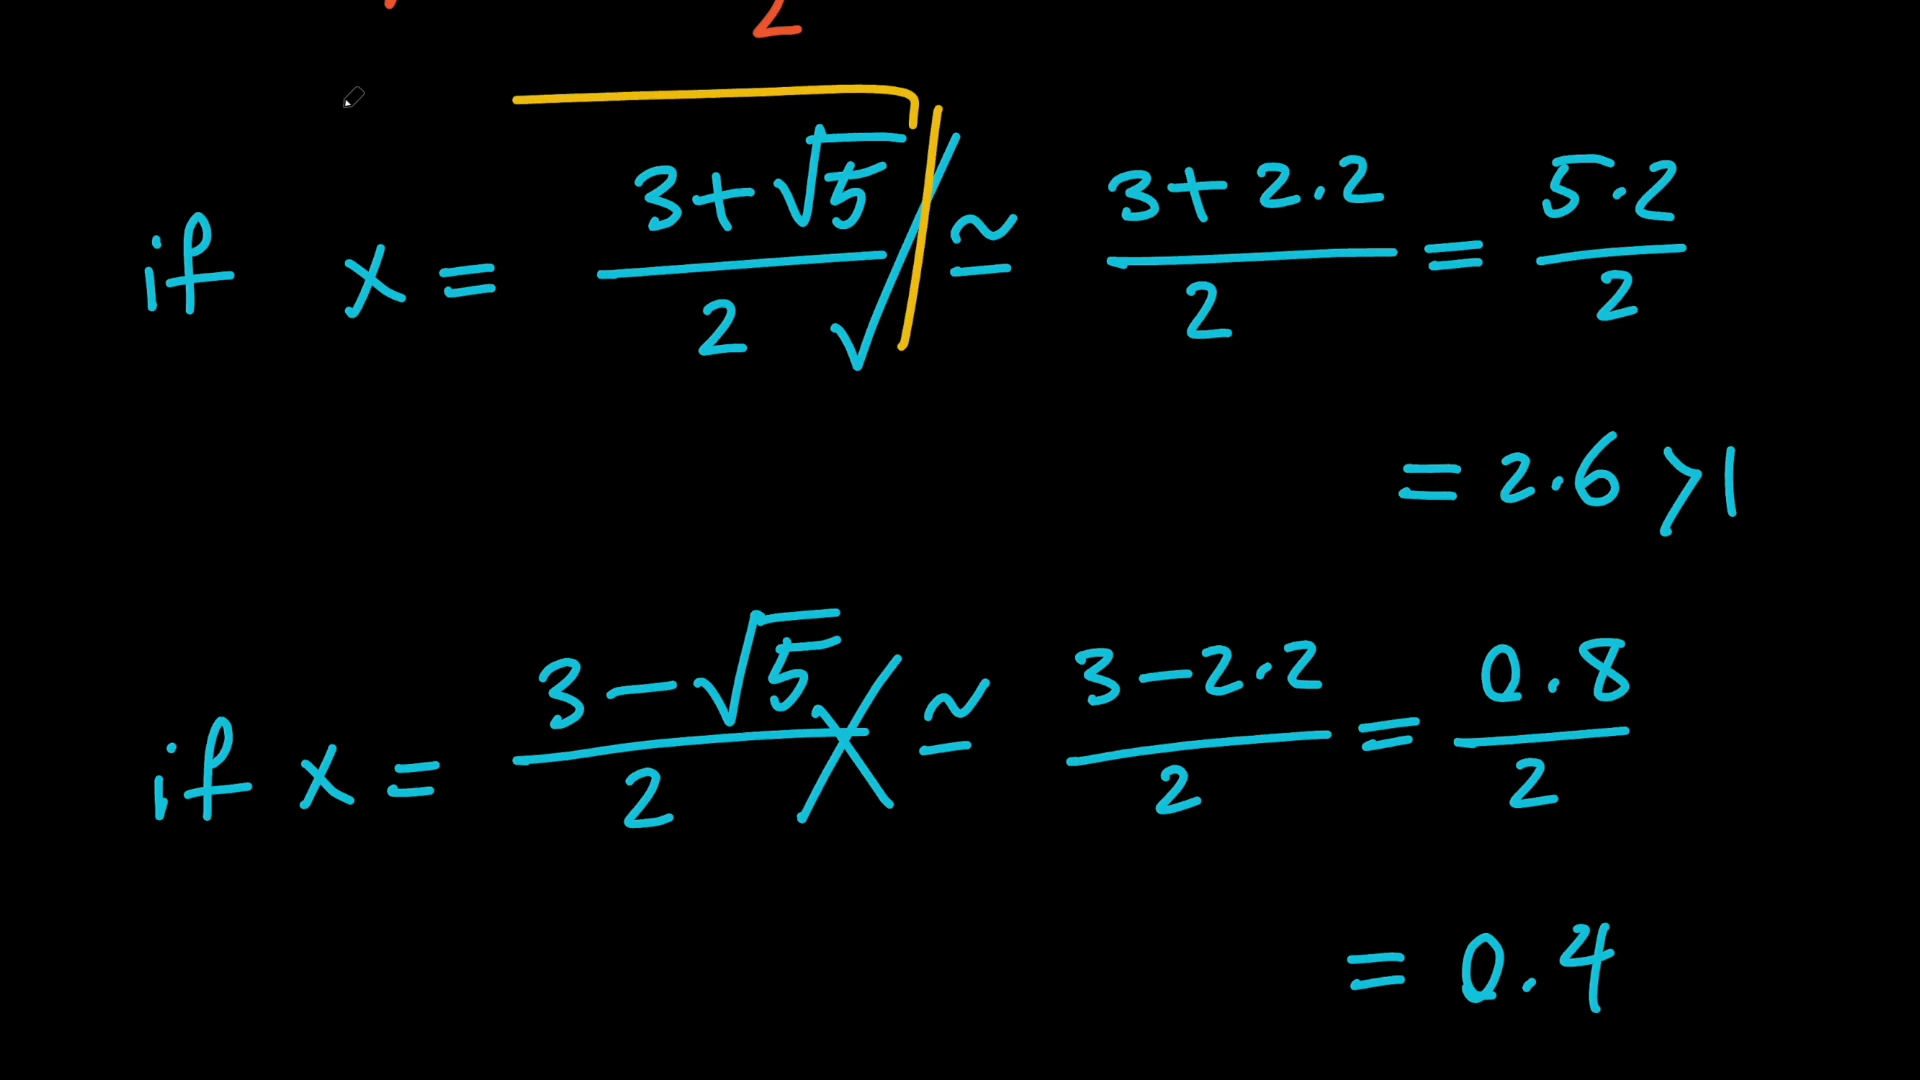 2
if x = (3+√5)/2 √ ≃ (3+2.2)/2 = 5.2/2
= 2.6 > 1
if x = (3-√5)/2 X ≃ (3-2.2)/2 = 0.8/2
= 0.4